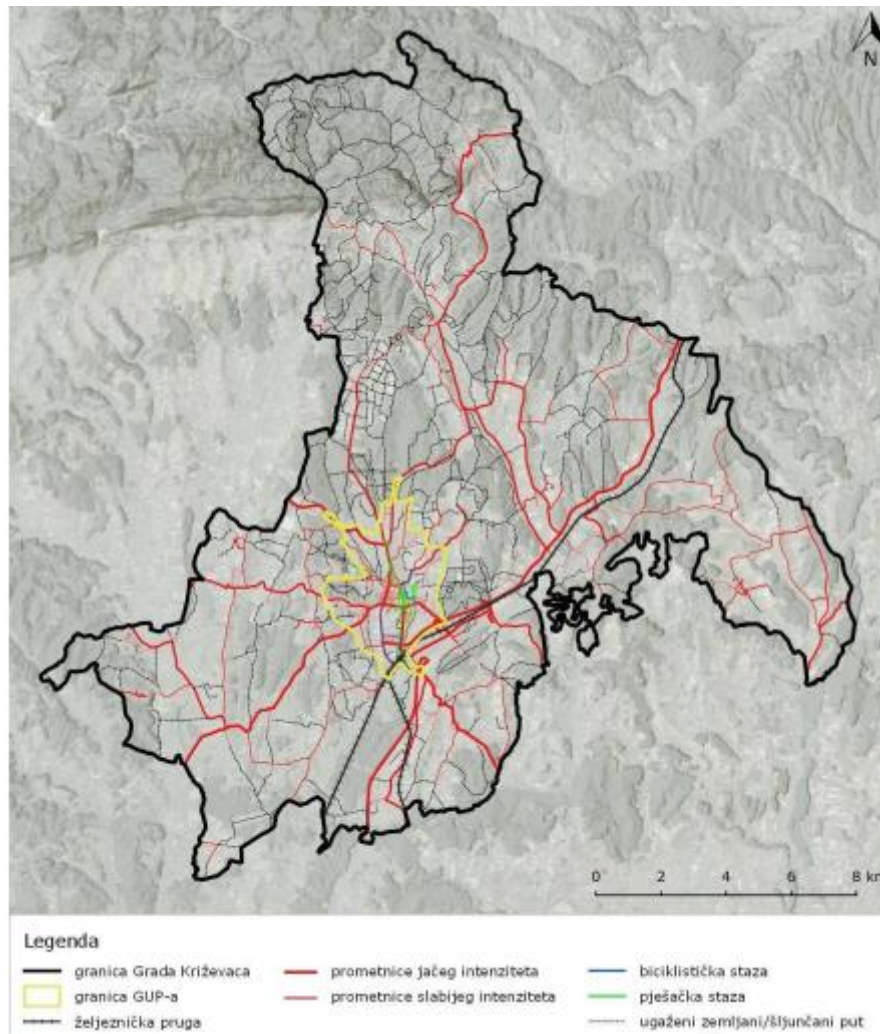 N
0 2 4 6 8 km
Legenda
granica Grada Križevaca
prometnice jačeg intenziteta
biciklistička staza
granica GUP-a
prometnice slabijeg intenziteta
pješačka staza
željeznička pruga
ugaženi zemljani/šljunčani put